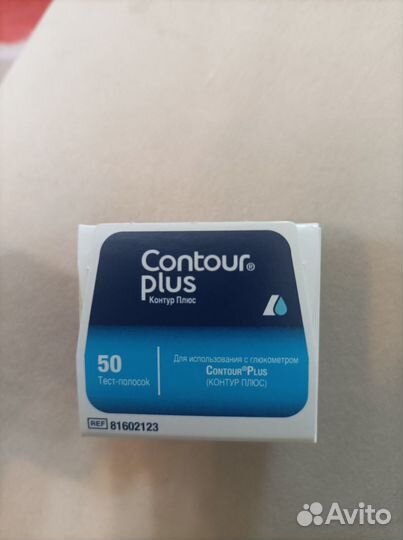 Contour®
plus
Контур Плюс
50
Тест-полосок
Для использования с глюкометром
CONTOUR®PLUS
(КОНТУР ПЛЮС)
REF 81602123
Avito